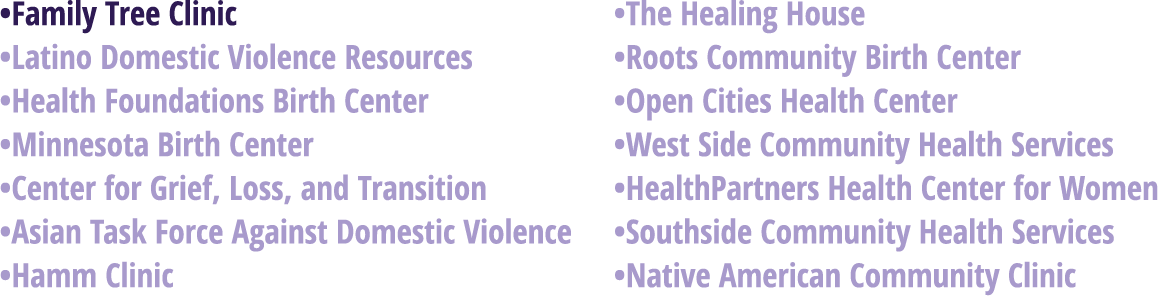 •Family Tree Clinic
•Latino Domestic Violence Resources
•Health Foundations Birth Center
•Minnesota Birth Center
•Center for Grief, Loss, and Transition
•Asian Task Force Against Domestic Violence
•Hamm Clinic
•The Healing House
•Roots Community Birth Center
•Open Cities Health Center
•West Side Community Health Services
•HealthPartners Health Center for Women
•Southside Community Health Services
•Native American Community Clinic